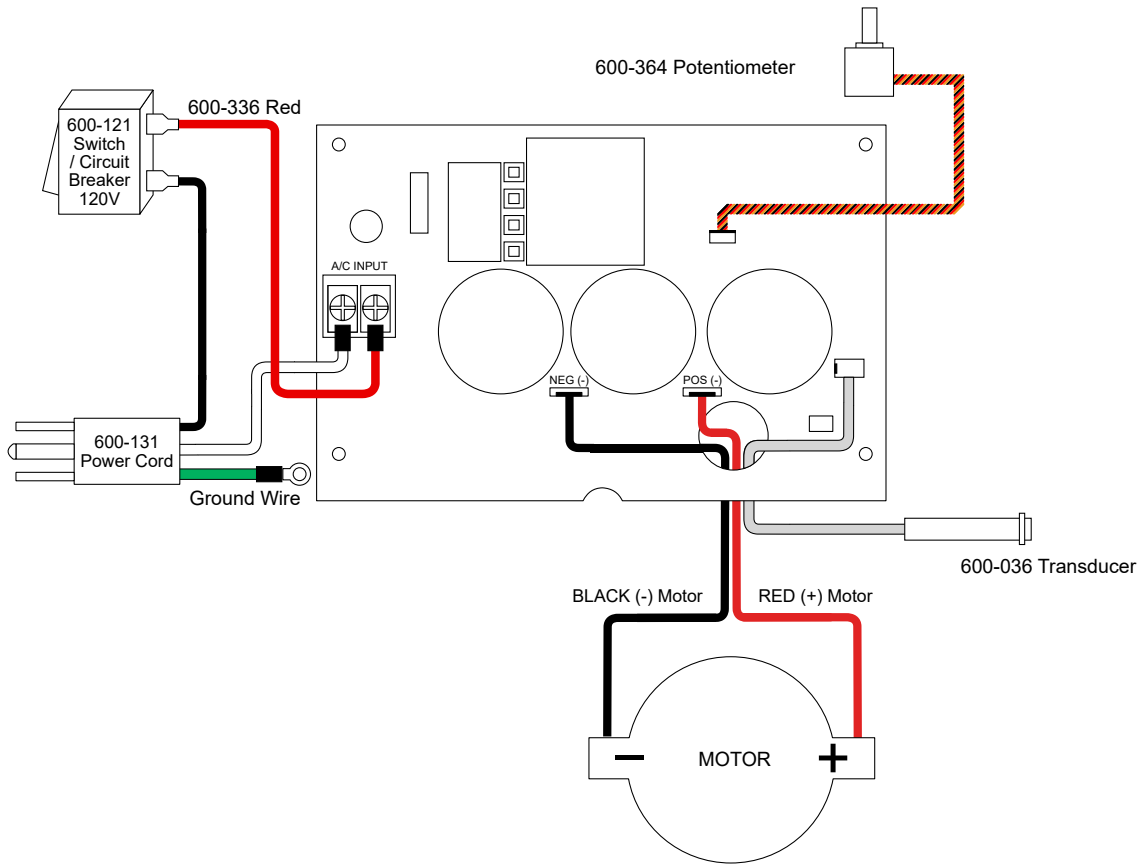 600-364 Potentiometer
600-336 Red
600-121
Switch
/ Circuit
Breaker
120V
A/C INPUT
NEG (-)
POS (-)
600-131
Power Cord
Ground Wire
600-036 Transducer
BLACK (-) Motor
RED (+) Motor
− MOTOR +